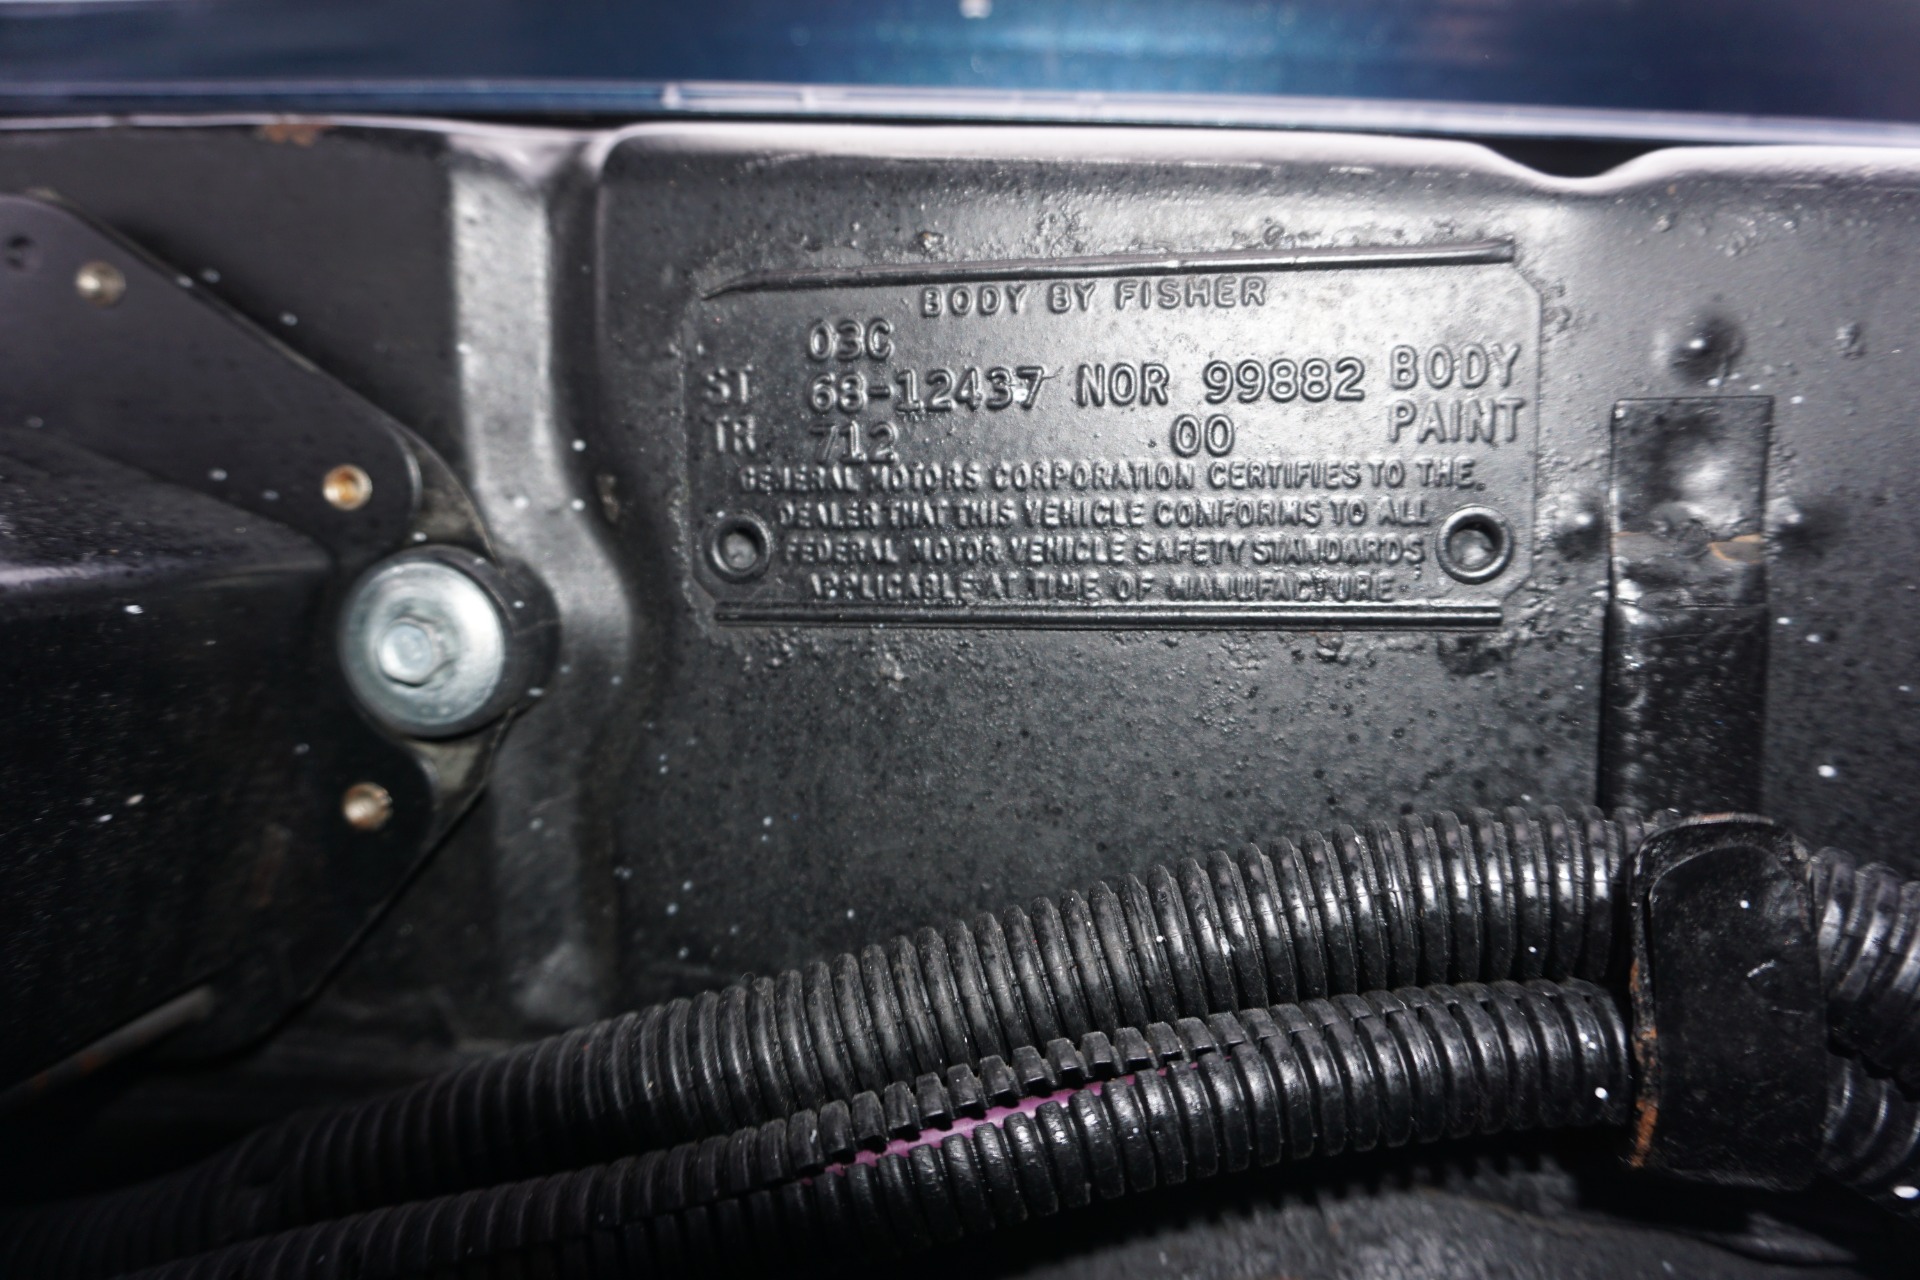 BODY BY FISHER
03C
ST 68-12437 NOR 99882 BODY
TR 712 00 PAINT
GENERAL MOTORS CORPORATION CERTIFIES TO THE
DEALER THAT THIS VEHICLE CONFORMS TO ALL
FEDERAL MOTOR VEHICLE SAFETY STANDARDS
APPLICABLE AT TIME OF MANUFACTURE